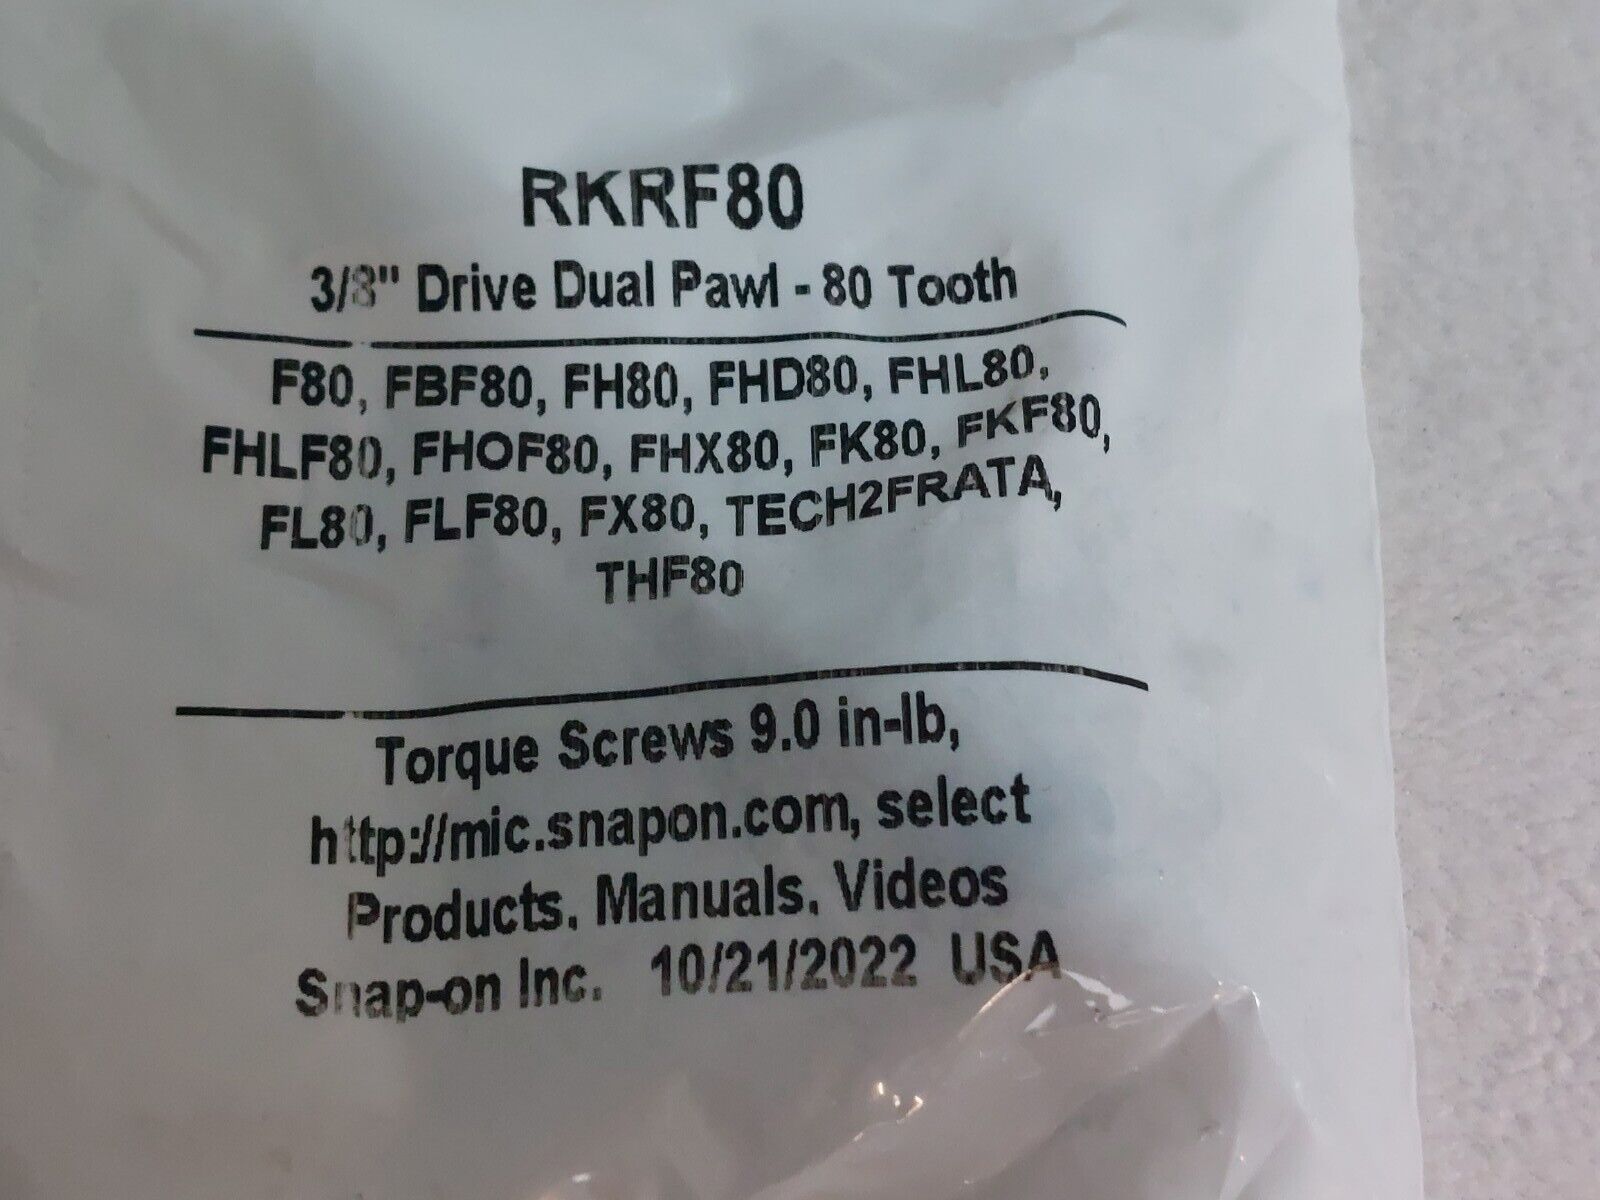 RKRF80
3/8" Drive Dual Pawl - 80 Tooth
F80, FBF80, FH80, FHD80, FHL80,
FHLF80, FHOF80, FHX80, FK80, FKF80,
FL80, FLF80, FX80, TECH2FRATA,
THF80
Torque Screws 9.0 in-lb,
http://mic.snapon.com, select
Products, Manuals, Videos
Snap-on Inc. 10/21/2022 USA